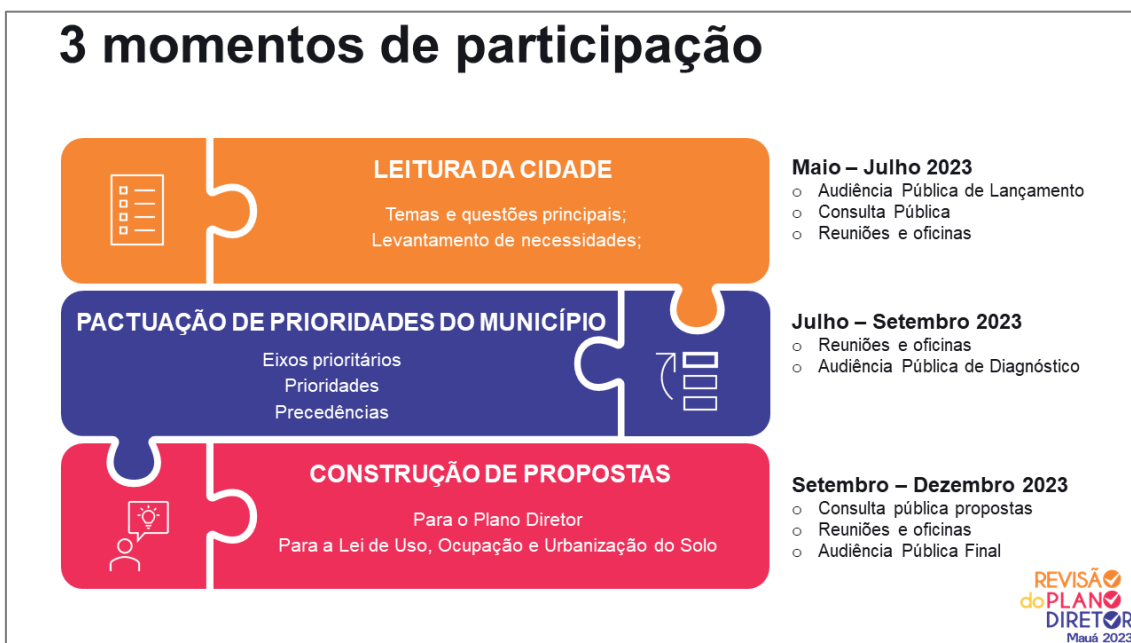 3 momentos de participação
LEITURA DA CIDADE
Temas e questões principais;
Levantamento de necessidades;
Maio – Julho 2023
o Audiência Pública de Lançamento
o Consulta Pública
o Reuniões e oficinas
PACTUAÇÃO DE PRIORIDADES DO MUNICÍPIO
Eixos prioritários
Prioridades
Precedências
Julho – Setembro 2023
o Reuniões e oficinas
o Audiência Pública de Diagnóstico
CONSTRUÇÃO DE PROPOSTAS
Para o Plano Diretor
Para a Lei de Uso, Ocupação e Urbanização do Solo
Setembro – Dezembro 2023
o Consulta pública propostas
o Reuniões e oficinas
o Audiência Pública Final
REVISÃO
do PLANO
DIRETOR
Mauá 2023